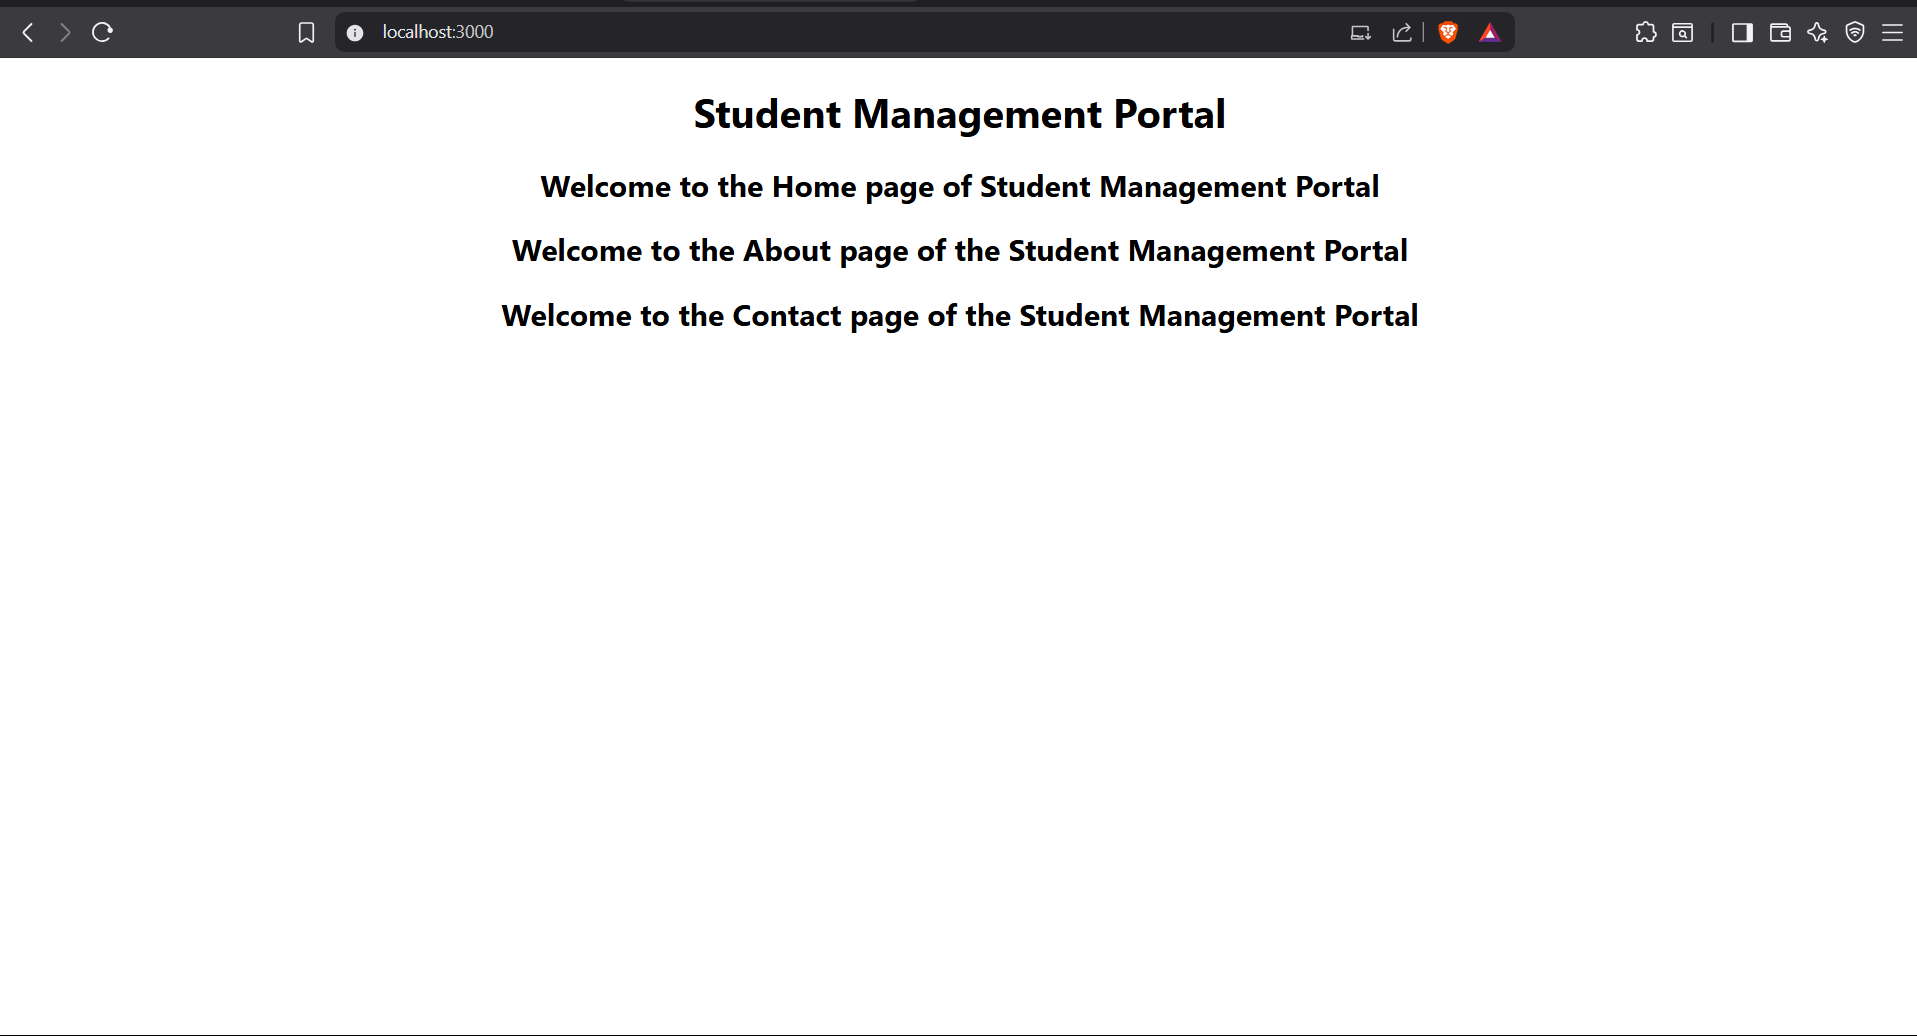 localhost:3000
Student Management Portal
Welcome to the Home page of Student Management Portal
Welcome to the About page of the Student Management Portal
Welcome to the Contact page of the Student Management Portal